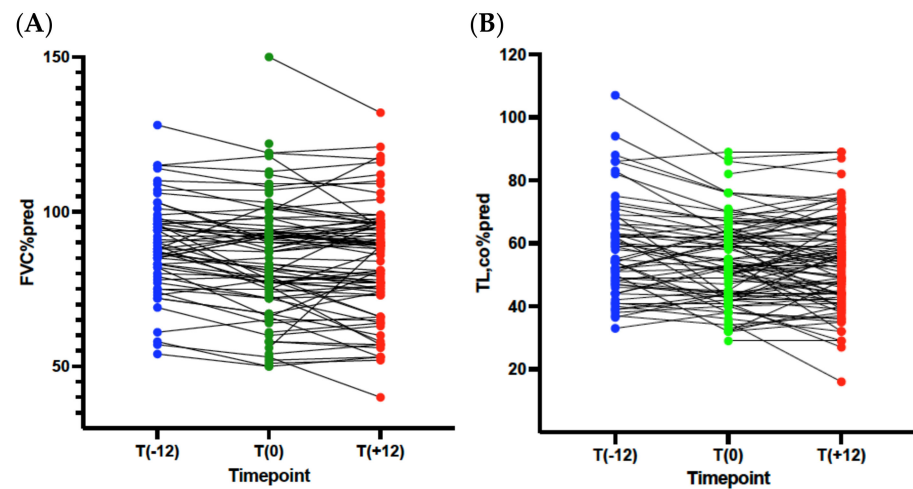 (A)
FVC%pred
150
100
50
T(-12) T(0) T(+12)
Timepoint
(B)
TL,co%pred
120
100
80
60
40
20
T(-12) T(0) T(+12)
Timepoint